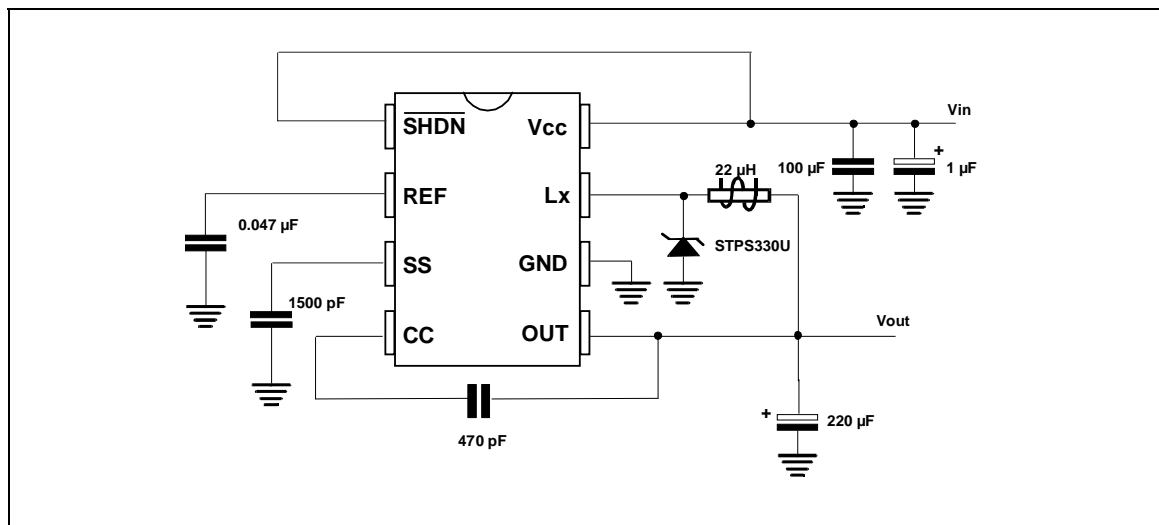 Vin
SHDN
Vcc
100 µF
+
1 µF
22 µH
REF
Lx
0.047 µF
STPS330U
SS
GND
1500 pF
Vout
CC
OUT
+
220 µF
470 pF